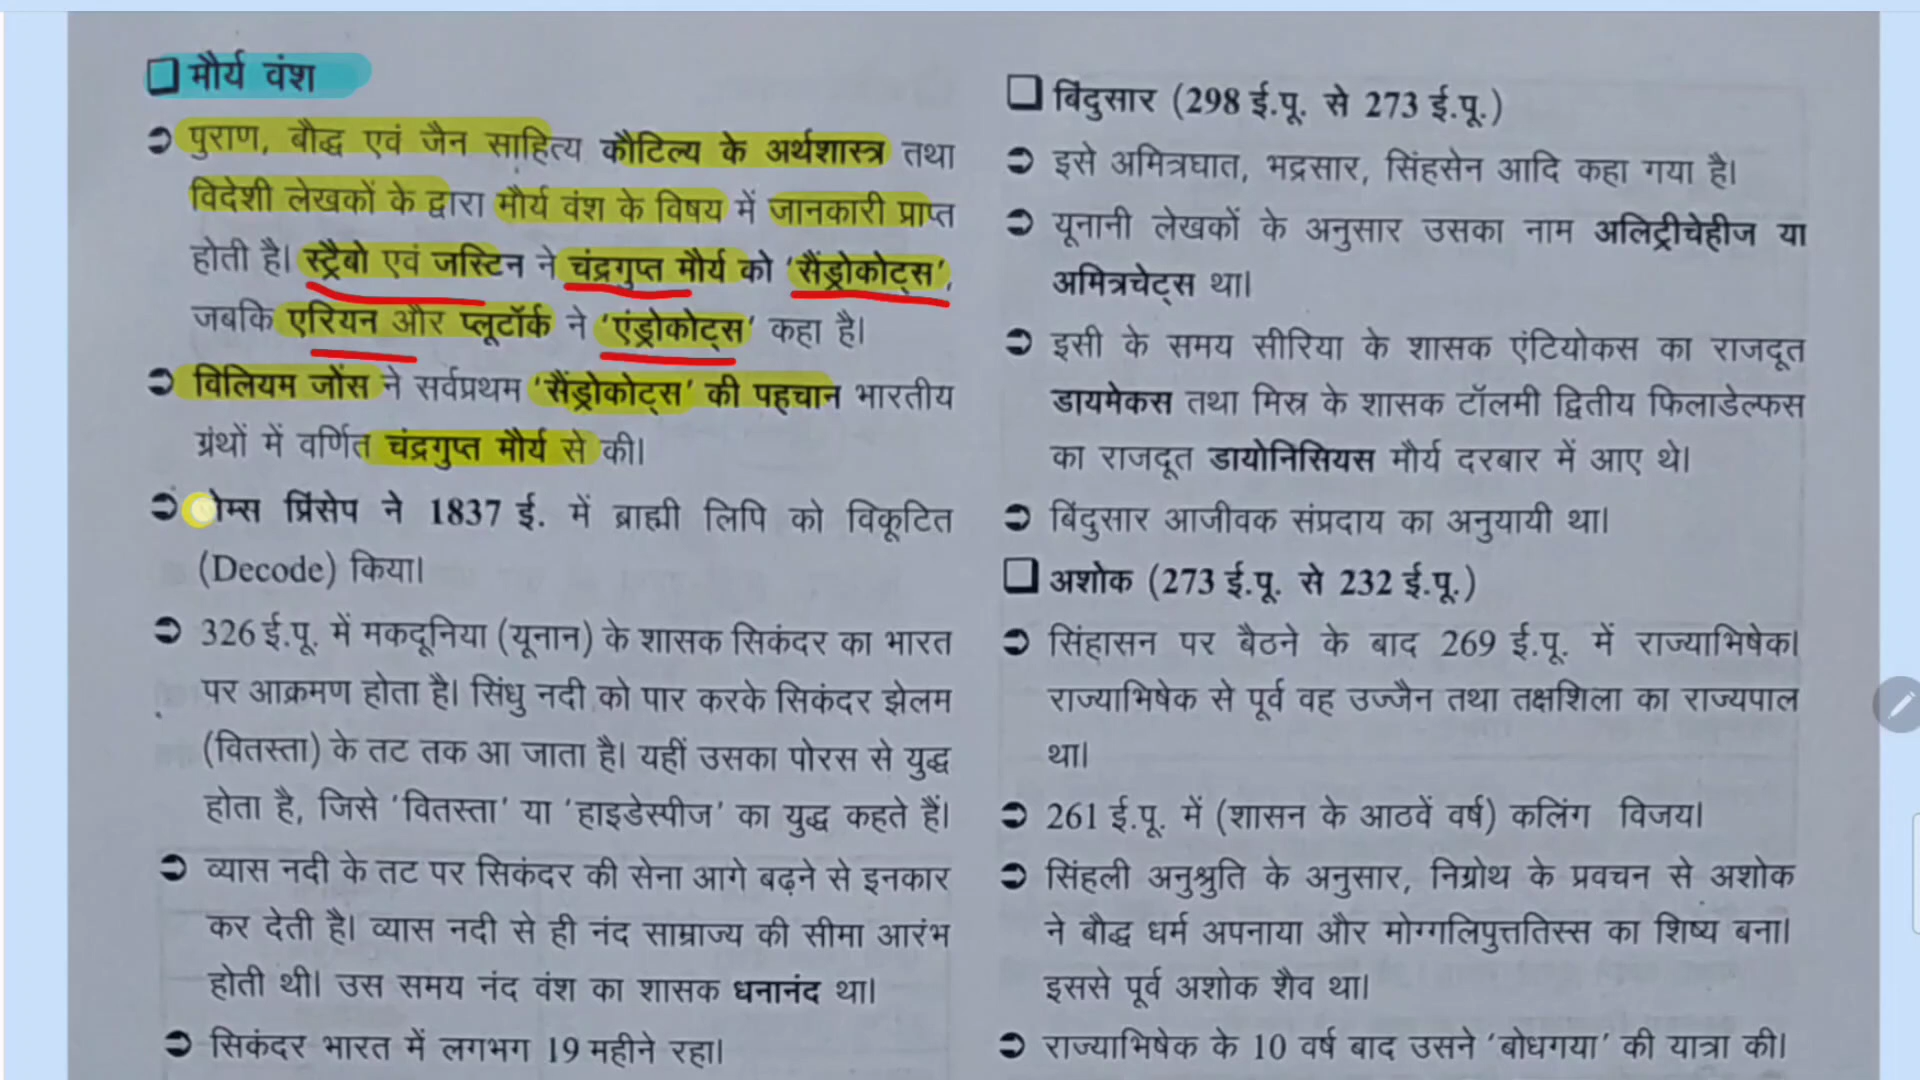 मौर्य वंश
पुराण, बौद्ध एवं जैन साहित्य कौटिल्य के अर्थशास्त्र तथा
विदेशी लेखकों के द्वारा मौर्य वंश के विषय में जानकारी प्राप्त
होती है। स्ट्रैबो एवं जस्टिन ने चंद्रगुप्त मौर्य को 'सैंड्रोकोट्स',
जबकि एरियन और प्लूटॉर्क ने 'एंड्रोकोट्स' कहा है।
विलियम जोंस ने सर्वप्रथम 'सैंड्रोकोट्स' की पहचान भारतीय
ग्रंथों में वर्णित चंद्रगुप्त मौर्य से की।
प्रिंसेप ने 1837 ई. में ब्राह्मी लिपि को विकूटित
(Decode) किया।
326 ई.पू. में मकदूनिया (यूनान) के शासक सिकंदर का भारत
पर आक्रमण होता है। सिंधु नदी को पार करके सिकंदर झेलम
(वितस्ता) के तट तक आ जाता है। यहीं उसका पोरस से युद्ध
होता है, जिसे 'वितस्ता' या 'हाइडेस्पीज' का युद्ध कहते हैं।
व्यास नदी के तट पर सिकंदर की सेना आगे बढ़ने से इनकार
कर देती है। व्यास नदी से ही नंद साम्राज्य की सीमा आरंभ
होती थी। उस समय नंद वंश का शासक धनानंद था।
सिकंदर भारत में लगभग 19 महीने रहा।
बिंदुसार (298 ई.पू. से 273 ई.पू.)
इसे अमित्रघात, भद्रसार, सिंहसेन आदि कहा गया है।
यूनानी लेखकों के अनुसार उसका नाम अलिट्रीचेहीज या
अमित्रचेट्स था।
इसी के समय सीरिया के शासक एंटियोकस का राजदूत
डायमेकस तथा मिस्र के शासक टॉलमी द्वितीय फिलाडेल्फस
का राजदूत डायोनिसियस मौर्य दरबार में आए थे।
बिंदुसार आजीवक संप्रदाय का अनुयायी था।
अशोक (273 ई.पू. से 232 ई.पू.)
सिंहासन पर बैठने के बाद 269 ई.पू. में राज्याभिषेक।
राज्याभिषेक से पूर्व वह उज्जैन तथा तक्षशिला का राज्यपाल
था।
261 ई.पू. में (शासन के आठवें वर्ष) कलिंग विजय।
सिंहली अनुश्रुति के अनुसार, निग्रोथ के प्रवचन से अशोक
ने बौद्ध धर्म अपनाया और मोग्गलिपुत्ततिस्स का शिष्य बना।
इससे पूर्व अशोक शैव था।
राज्याभिषेक के 10 वर्ष बाद उसने 'बोधगया' की यात्रा की।